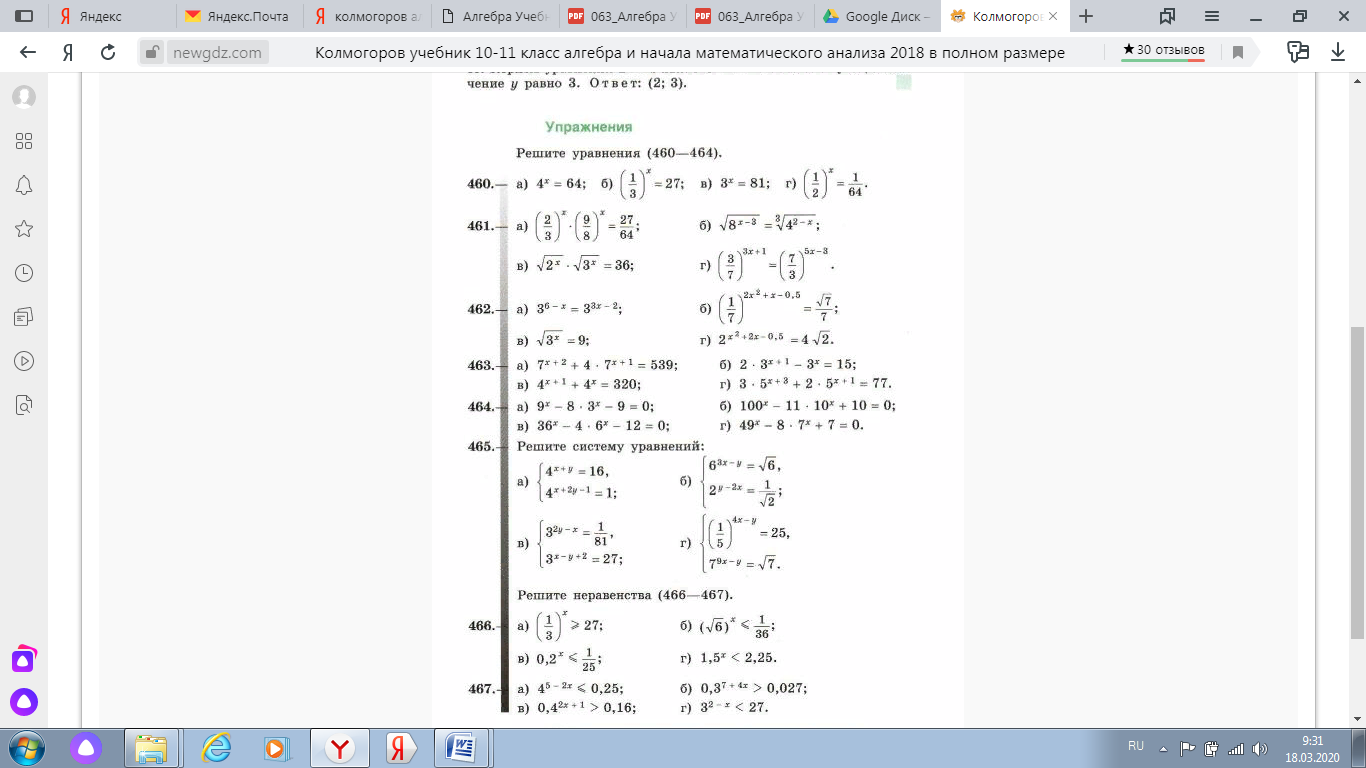 Яндекс
Яндекс.Почта
колмогоров ал
Алгебра Учебн
063_Алгебра У
063_Алгебра У
Google Диск –
Колмогоров
newgdz.com
Колмогоров учебник 10-11 класс алгебра и начала математического анализа 2018 в полном размере
★30 отзывов
чение y равно 3. Ответ: (2; 3).
Упражнения
Решите уравнения (460—464).
460.— а) 4^x = 64; б) (1/3)^x = 27; в) 3^x = 81; г) (1/2)^x = 1/64.
461.— а) (2/3)^x · (9/8)^x = 27/64; б) √(8^(x−3)) = ∛(4^(2−x));
в) √(2^x) · √(3^x) = 36; г) (3/7)^(3x+1) = (7/3)^(5x−3).
462.— а) 3^(6−x) = 3^(3x−2); б) (1/7)^(2x²+x−0,5) = √7/7;
в) √(3^x) = 9; г) 2^(x²+2x−0,5) = 4√2.
463.— а) 7^(x+2) + 4 · 7^(x+1) = 539; б) 2 · 3^(x+1) − 3^x = 15;
в) 4^(x+1) + 4^x = 320; г) 3 · 5^(x+3) + 2 · 5^(x+1) = 77.
464.— а) 9^x − 8 · 3^x − 9 = 0; б) 100^x − 11 · 10^x + 10 = 0;
в) 36^x − 4 · 6^x − 12 = 0; г) 49^x − 8 · 7^x + 7 = 0.
465.— Решите систему уравнений:
а) { 4^(x+y) = 16, 4^(x+2y−1) = 1; б) { 6^(3x−y) = √6, 2^(y−2x) = 1/√2;
в) { 3^(2y−x) = 1/81, 3^(x−y+2) = 27; г) { (1/5)^(4x−y) = 25, 7^(9x−y) = √7.
Решите неравенства (466—467).
466.— а) (1/3)^x ⩾ 27; б) (√6)^x ⩽ 1/36;
в) 0,2^x ⩽ 1/25; г) 1,5^x < 2,25.
467.— а) 4^(5−2x) ⩽ 0,25; б) 0,3^(7+4x) > 0,027;
в) 0,4^(2x+1) > 0,16; г) 3^(2−x) < 27.
RU
9:31
18.03.2020